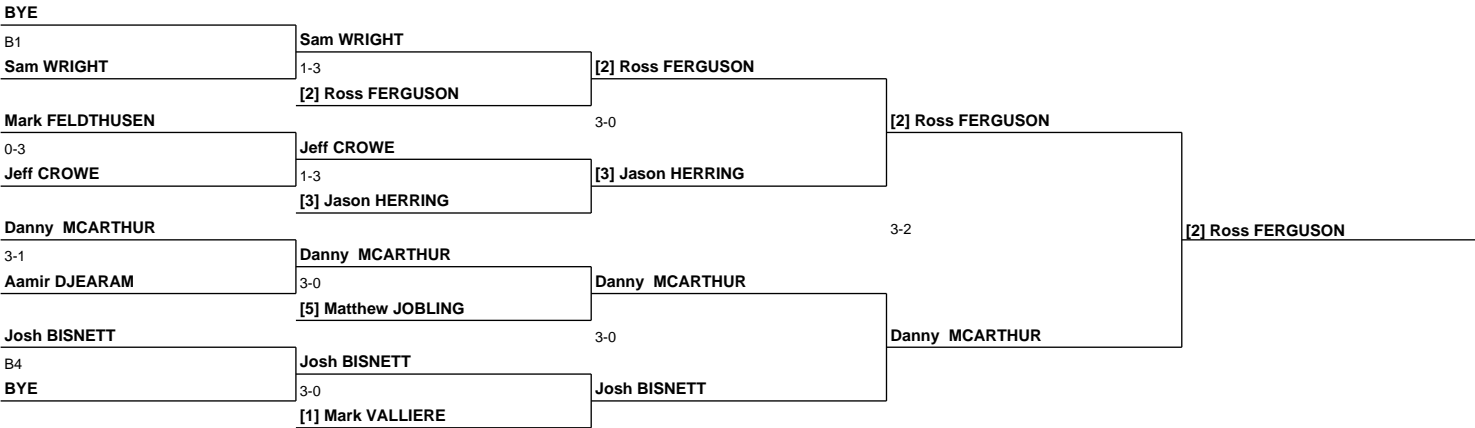 BYE
B1
Sam WRIGHT
Mark FELDTHUSEN
0-3
Jeff CROWE
Danny  MCARTHUR
3-1
Aamir DJEARAM
Josh BISNETT
B4
BYE
Sam WRIGHT
1-3
[2] Ross FERGUSON
Jeff CROWE
1-3
[3] Jason HERRING
Danny  MCARTHUR
3-0
[5] Matthew JOBLING
Josh BISNETT
3-0
[1] Mark VALLIERE
[2] Ross FERGUSON
3-0
[3] Jason HERRING
Danny  MCARTHUR
3-0
Josh BISNETT
[2] Ross FERGUSON
3-2
Danny  MCARTHUR
[2] Ross FERGUSON